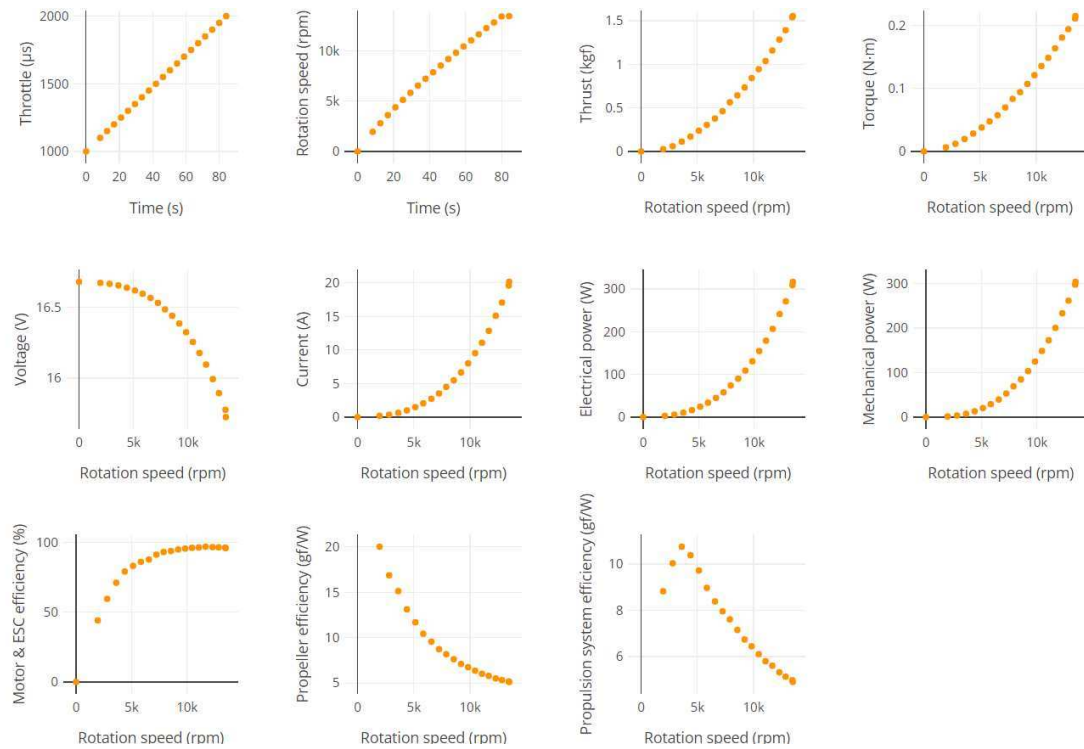 Throttle (µs)
2000
1500
1000
0
20
40
60
80
Time (s)
Rotation speed (rpm)
10k
5k
0
0
20
40
60
80
Time (s)
Thrust (kgf)
1.5
1
0.5
0
0
5k
10k
Rotation speed (rpm)
Torque (N·m)
0.2
0.1
0
0
5k
10k
Rotation speed (rpm)
Voltage (V)
16.5
16
0
5k
10k
Rotation speed (rpm)
Current (A)
20
15
10
5
0
0
5k
10k
Rotation speed (rpm)
Electrical power (W)
300
200
100
0
0
5k
10k
Rotation speed (rpm)
Mechanical power (W)
300
200
100
0
0
5k
10k
Rotation speed (rpm)
Motor & ESC efficiency (%)
100
50
0
0
5k
10k
Rotation speed (rpm)
Propeller efficiency (gf/W)
20
15
10
5
0
5k
10k
Rotation speed (rpm)
Propulsion system efficiency (gf/W)
10
8
6
0
5k
10k
Rotation speed (rpm)